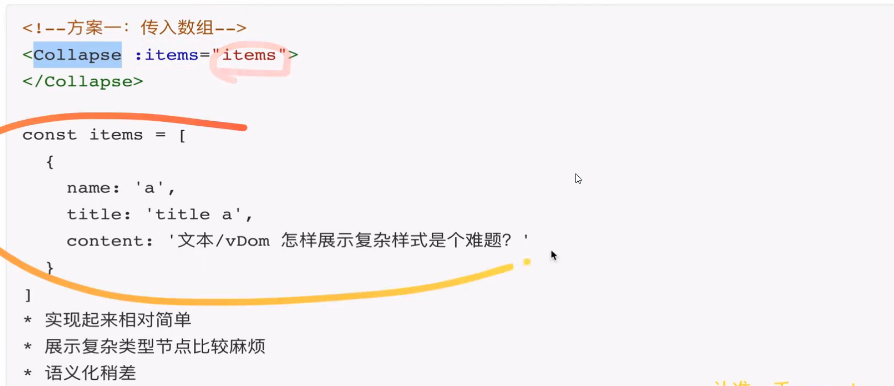 <!--方案一：传入数组-->
<Collapse :items="items">
</Collapse>
const items = [
  {
    name: 'a',
    title: 'title a',
    content: '文本/vDom 怎样展示复杂样式是个难题？'
  }
]
* 实现起来相对简单
* 展示复杂类型节点比较麻烦
* 语义化稍差